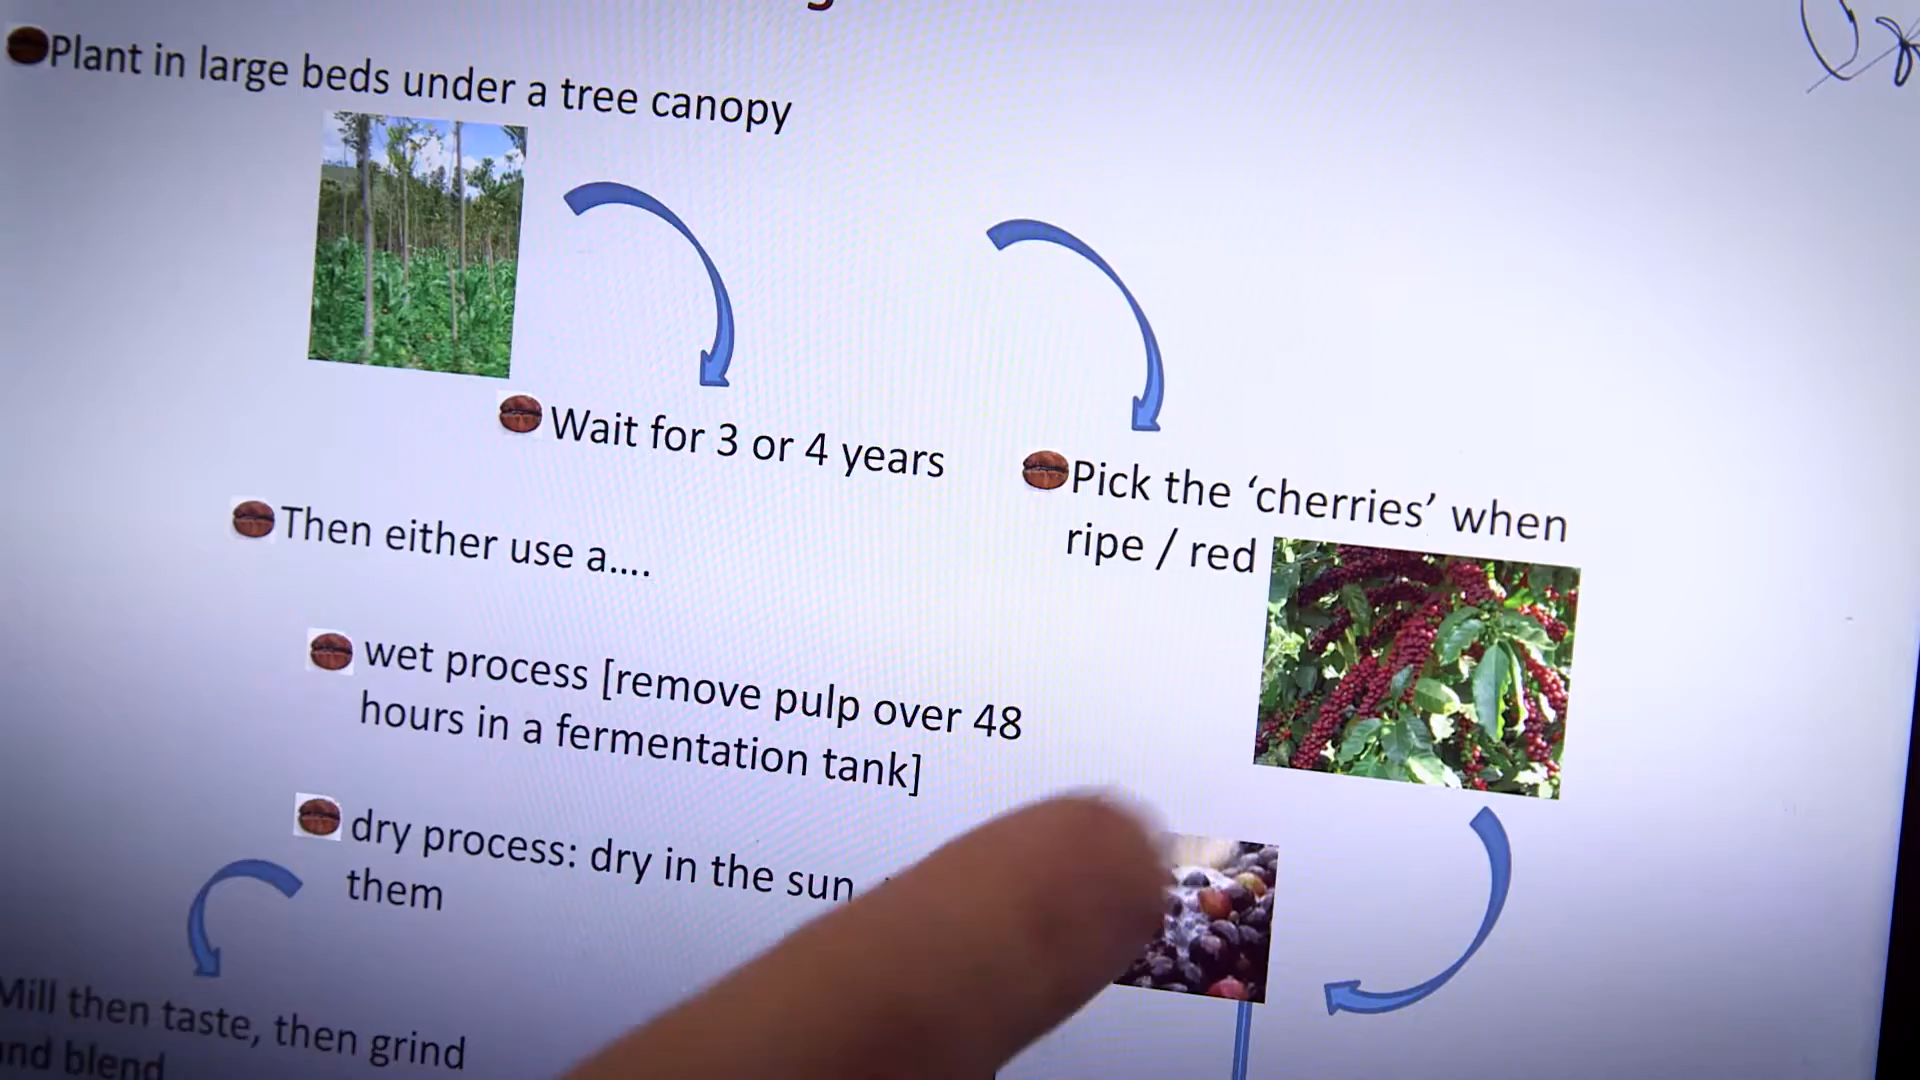 Plant in large beds under a tree canopy
Wait for 3 or 4 years
Pick the ‘cherries’ when
ripe / red
Then either use a....
wet process [remove pulp over 48
hours in a fermentation tank]
dry process: dry in the sun
them
Mill then taste, then grind
and blend